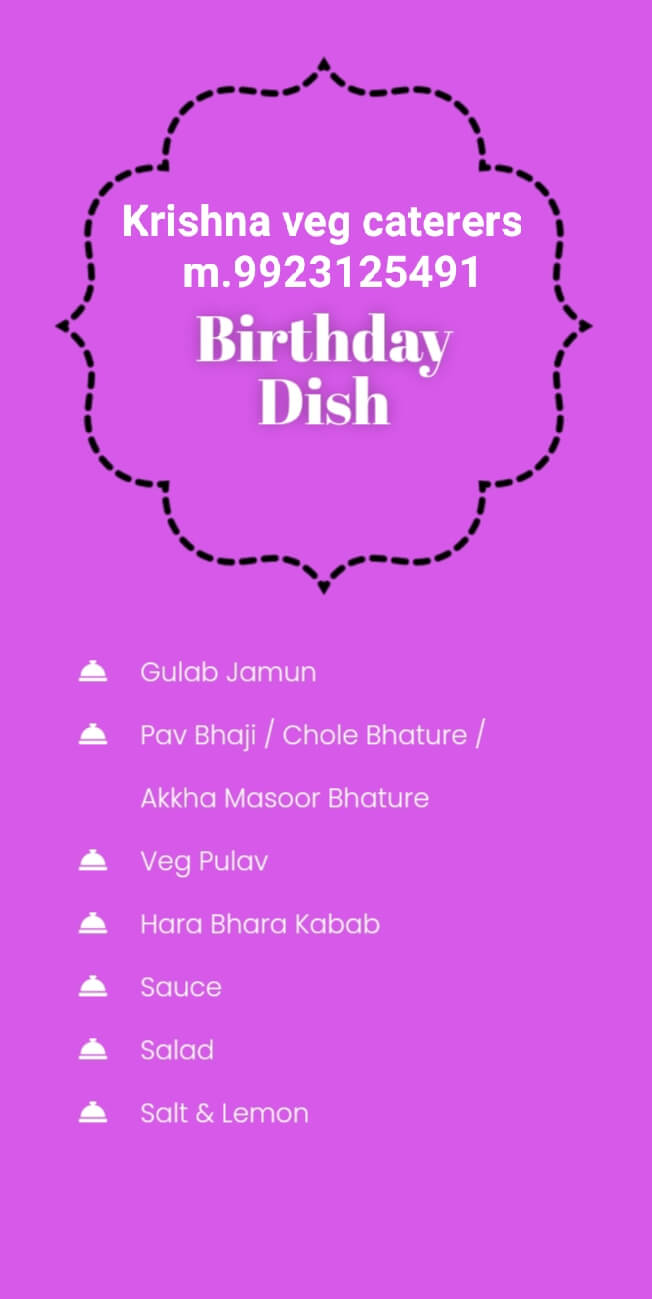 Krishna veg caterers
m.9923125491
Birthday
Dish
Gulab Jamun
Pav Bhaji / Chole Bhature /
Akkha Masoor Bhature
Veg Pulav
Hara Bhara Kabab
Sauce
Salad
Salt & Lemon